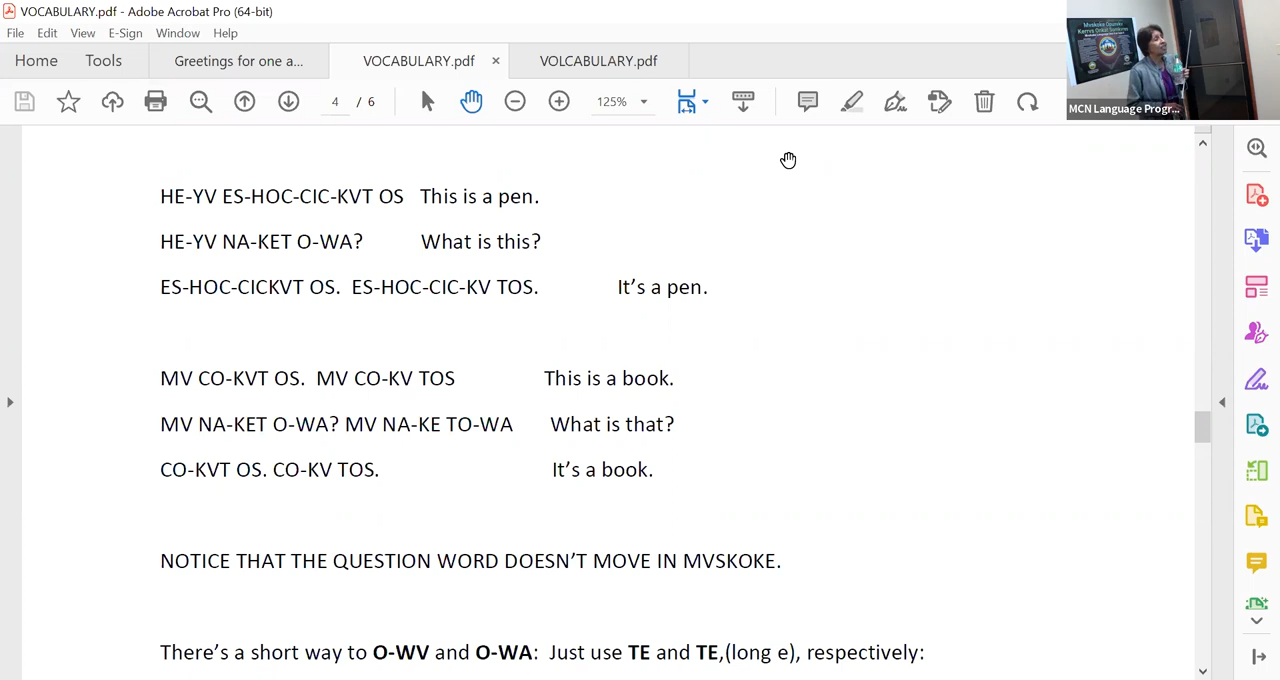 VOCABULARY.pdf - Adobe Acrobat Pro (64-bit)
File Edit View E-Sign Window Help
Home Tools Greetings for one a... VOCABULARY.pdf × VOLCABULARY.pdf
4 / 6 125%
MCN Language Progr...
HE-YV ES-HOC-CIC-KVT OS This is a pen.
HE-YV NA-KET O-WA? What is this?
ES-HOC-CICKVT OS. ES-HOC-CIC-KV TOS. It's a pen.
MV CO-KVT OS. MV CO-KV TOS This is a book.
MV NA-KET O-WA? MV NA-KE TO-WA What is that?
CO-KVT OS. CO-KV TOS. It's a book.
NOTICE THAT THE QUESTION WORD DOESN'T MOVE IN MVSKOKE.
There's a short way to O-WV and O-WA: Just use TE and TE,(long e), respectively: